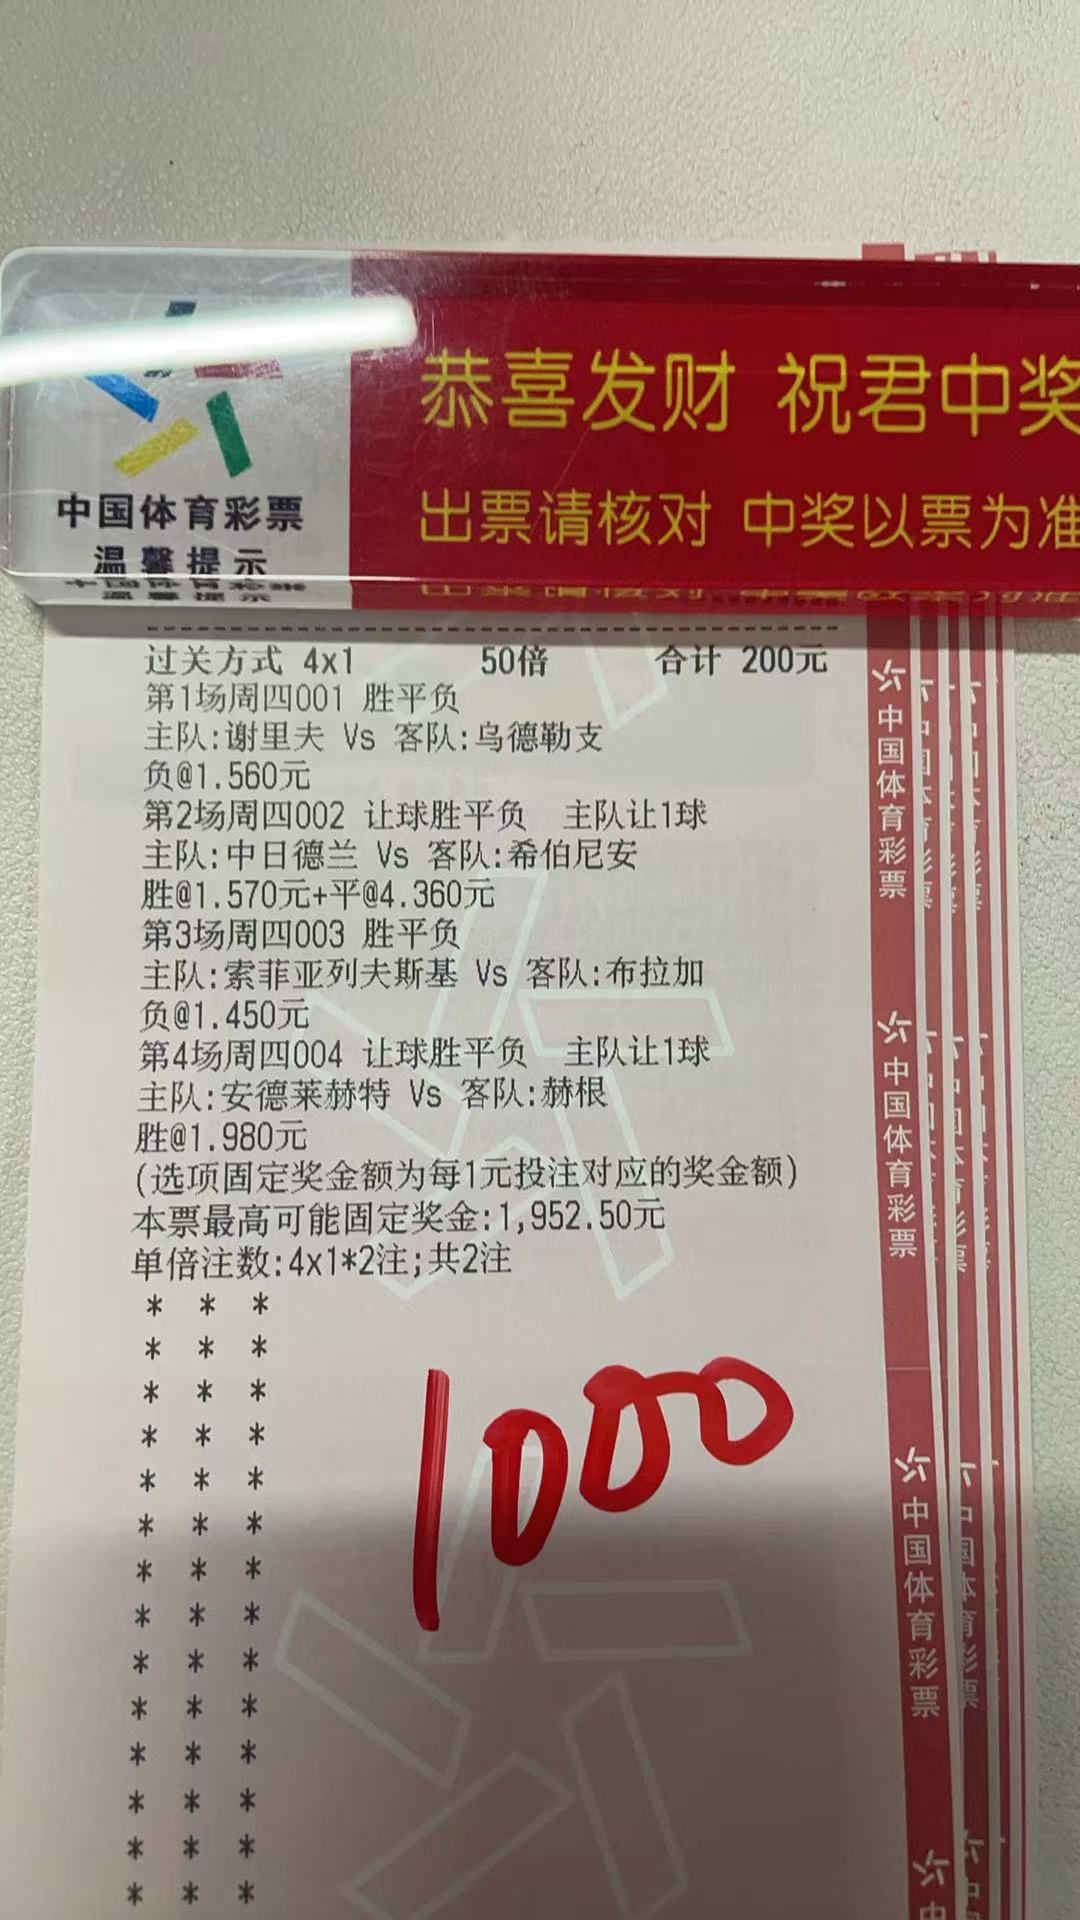 恭喜发财 祝君中奖
出票请核对 中奖以票为准
中国体育彩票
温馨提示
过关方式 4x1 50倍 合计 200元
第1场周四001 胜平负
主队:谢里夫 Vs 客队:乌德勒支
负@1.560元
第2场周四002 让球胜平负 主队让1球
主队:中日德兰 Vs 客队:希伯尼安
胜@1.570元+平@4.360元
第3场周四003 胜平负
主队:索菲亚列夫斯基 Vs 客队:布拉加
负@1.450元
第4场周四004 让球胜平负 主队让1球
主队:安德莱赫特 Vs 客队:赫根
胜@1.980元
(选项固定奖金额为每1元投注对应的奖金额)
本票最高可能固定奖金:1,952.50元
单倍注数:4x1*2注;共2注
* * *
* * *
* * *
* * *
* * *
* * *
* * *
* * *
* * *
* * *
* * *
* * *
* * *
* * *
1000
中国体育彩票
中国体育彩票
中国体育彩票
中